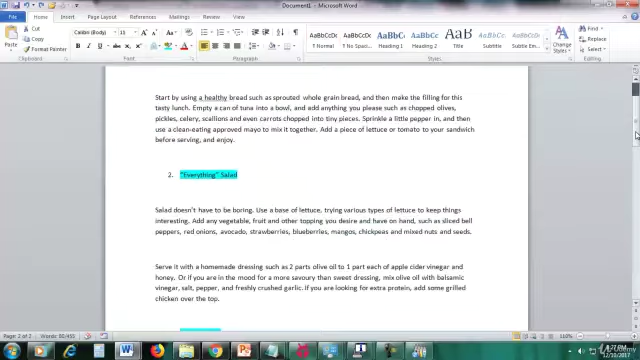 Document1 - Microsoft Word
File Home Insert Page Layout References Mailings Review View
Paste
Cut
Copy
Format Painter
Clipboard
Calibri (Body) 11
Font
Paragraph
AaBbCcDc AaBbCcDc AaBbC AaBbCc
¶ Normal ¶ No Spaci... Heading 1 Heading 2
Change Styles
Styles
Find
Replace
Select
Editing
Start by using a healthy bread such as sprouted whole grain bread, and then make the filling for this
tasty lunch. Empty a can of tuna into a bowl, and add anything you please such as chopped olives,
pickles, celery, scallions and even carrots chopped into tiny pieces. Sprinkle a little pepper in, and then
use a clean-eating approved mayo to mix it together. Add a piece of lettuce or tomato to your sandwich
before serving, and enjoy.
2. "Everything" Salad
Salad doesn't have to be boring. Use a base of lettuce, trying various types of lettuce to keep things
interesting. Add any vegetable, fruit and other topping you desire and have on hand, such as sliced bell
peppers, red onions, avocado, strawberries, blueberries, mangos, chickpeas and mixed nuts and seeds.
Serve it with a homemade dressing such as 2 parts olive oil to 1 part each of apple cider vinegar and
honey. Or if you are in the mood for a more savoury than sweet dressing, mix olive oil with balsamic
vinegar, salt, pepper, and freshly crushed garlic. If you are looking for extra protein, add some grilled
chicken over the top.
Page: 2 of 2 Words: 80/455
110%
12/10/2017